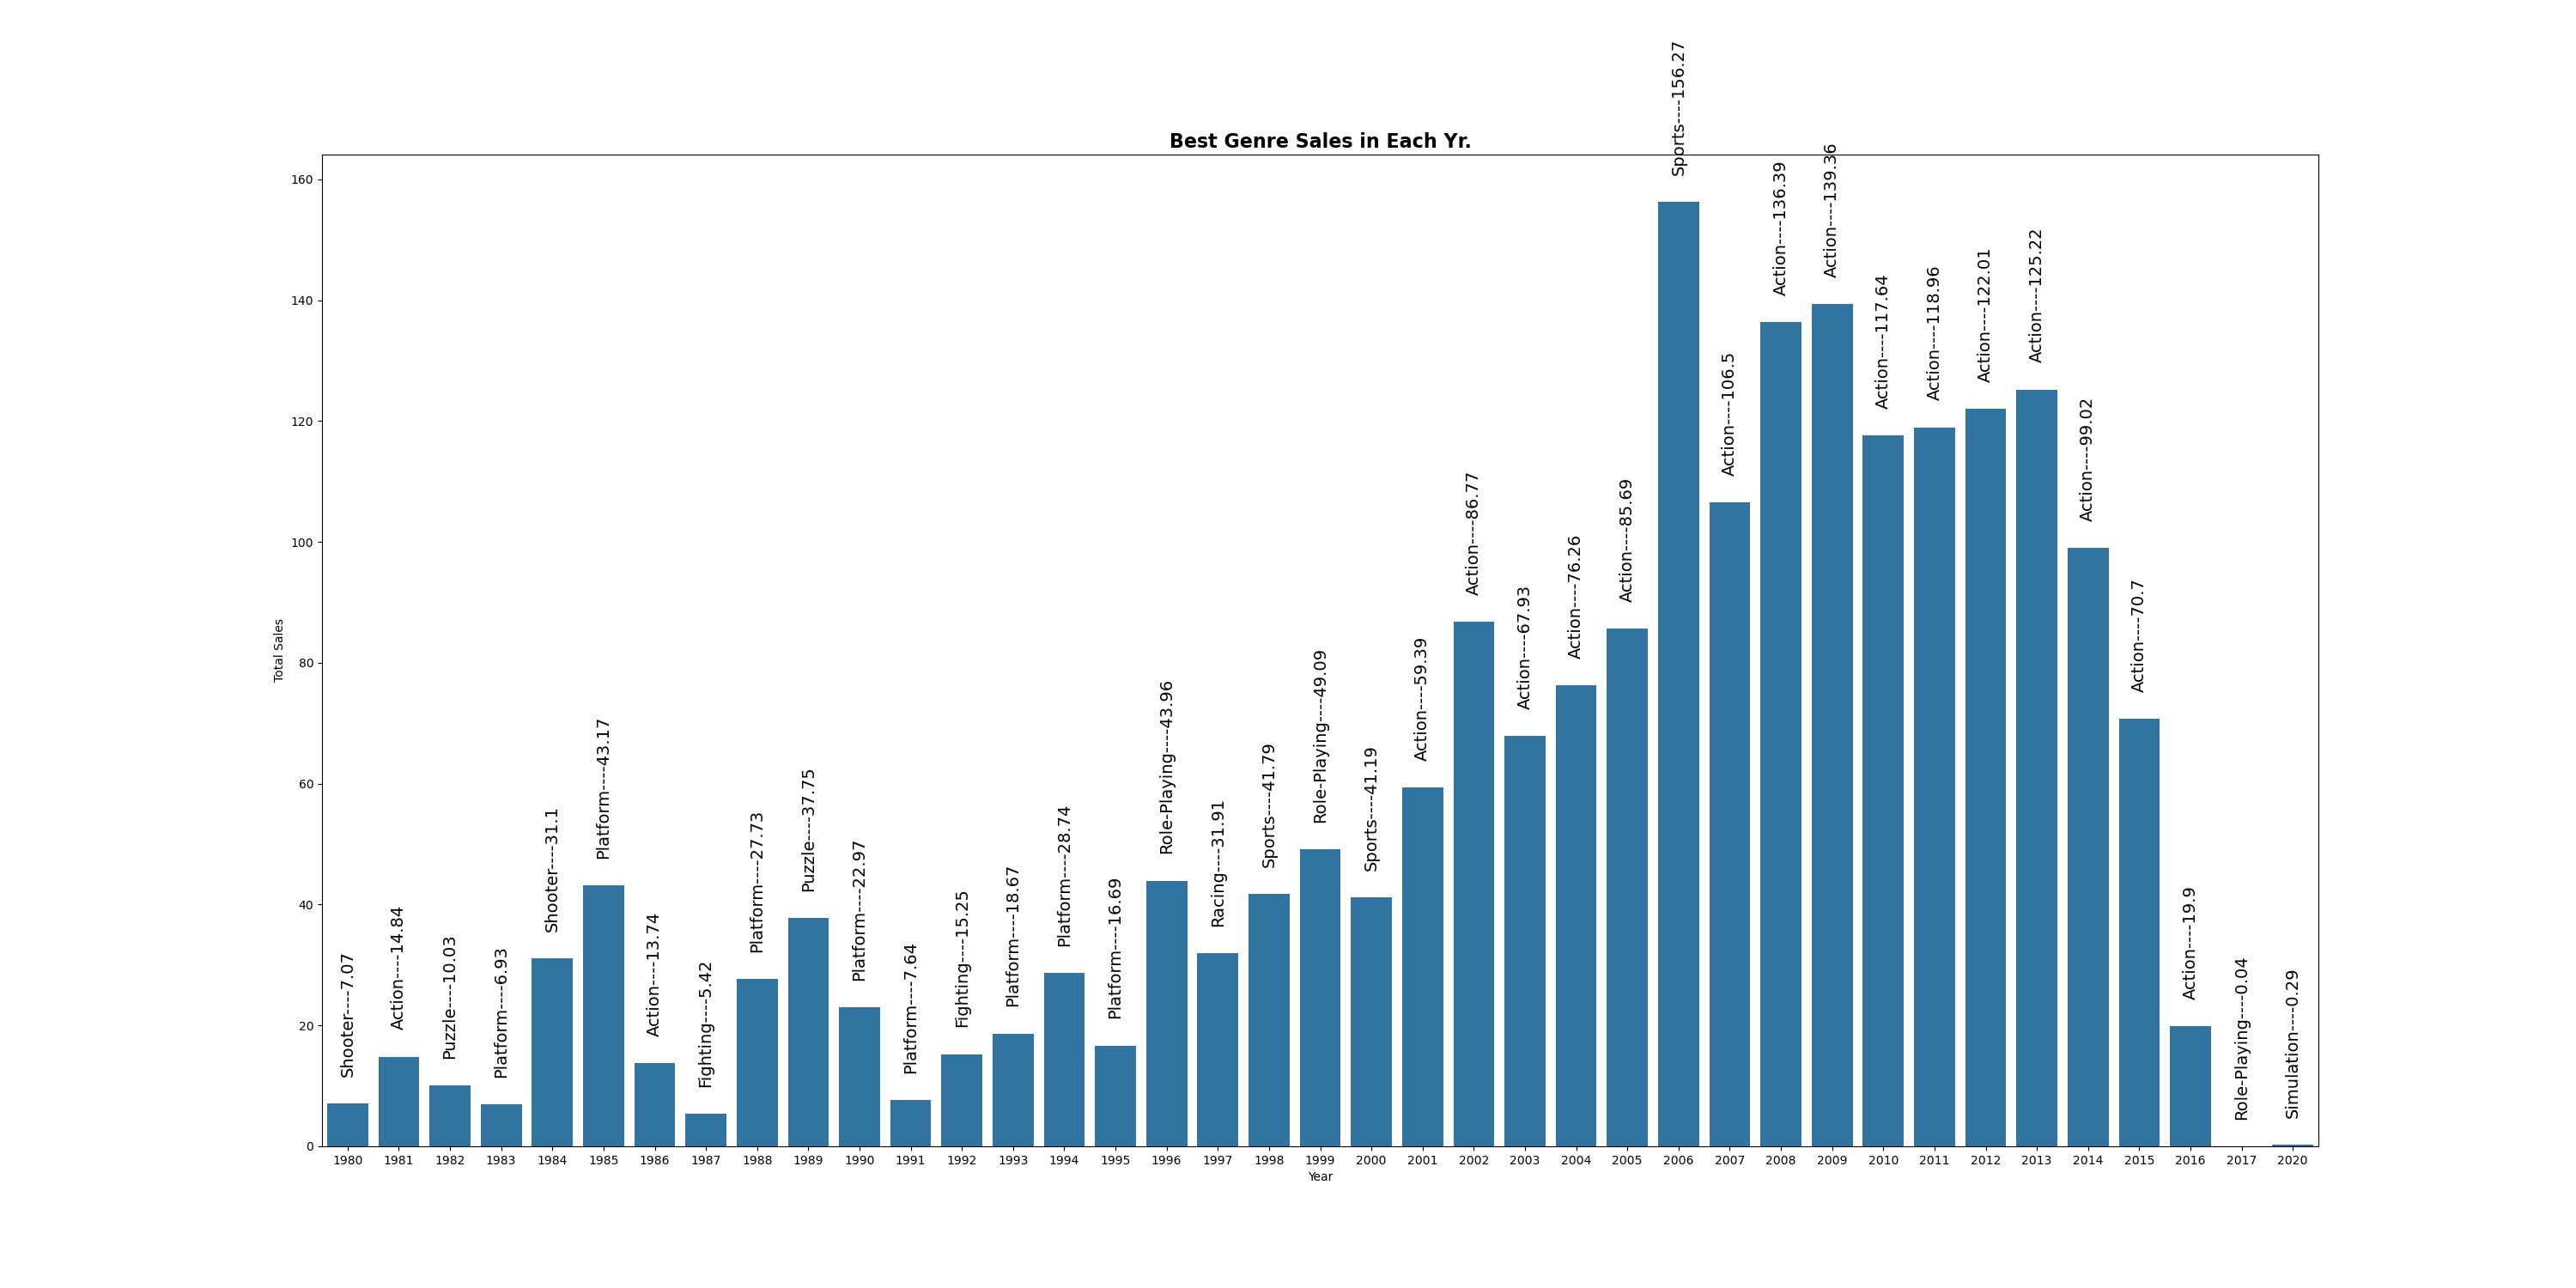 Best Genre Sales in Each Yr.
Total Sales
160
140
120
100
80
60
40
20
0
Shooter----7.07
Action----14.84
Puzzle----10.03
Platform----6.93
Shooter----31.1
Platform----43.17
Action----13.74
Fighting----5.42
Platform----27.73
Puzzle----37.75
Platform----22.97
Platform----7.64
Fighting----15.25
Platform----18.67
Platform----28.74
Platform----16.69
Role-Playing----43.96
Racing----31.91
Sports----41.79
Role-Playing----49.09
Sports----41.19
Action----59.39
Action----86.77
Action----67.93
Action----76.26
Action----85.69
Sports----156.27
Action----106.5
Action----136.39
Action----139.36
Action----117.64
Action----118.96
Action----122.01
Action----125.22
Action----99.02
Action----70.7
Action----19.9
Role-Playing----0.04
Simulation----0.29
1980 1981 1982 1983 1984 1985 1986 1987 1988 1989 1990 1991 1992 1993 1994 1995 1996 1997 1998 1999 2000 2001 2002 2003 2004 2005 2006 2007 2008 2009 2010 2011 2012 2013 2014 2015 2016 2017 2020
Year